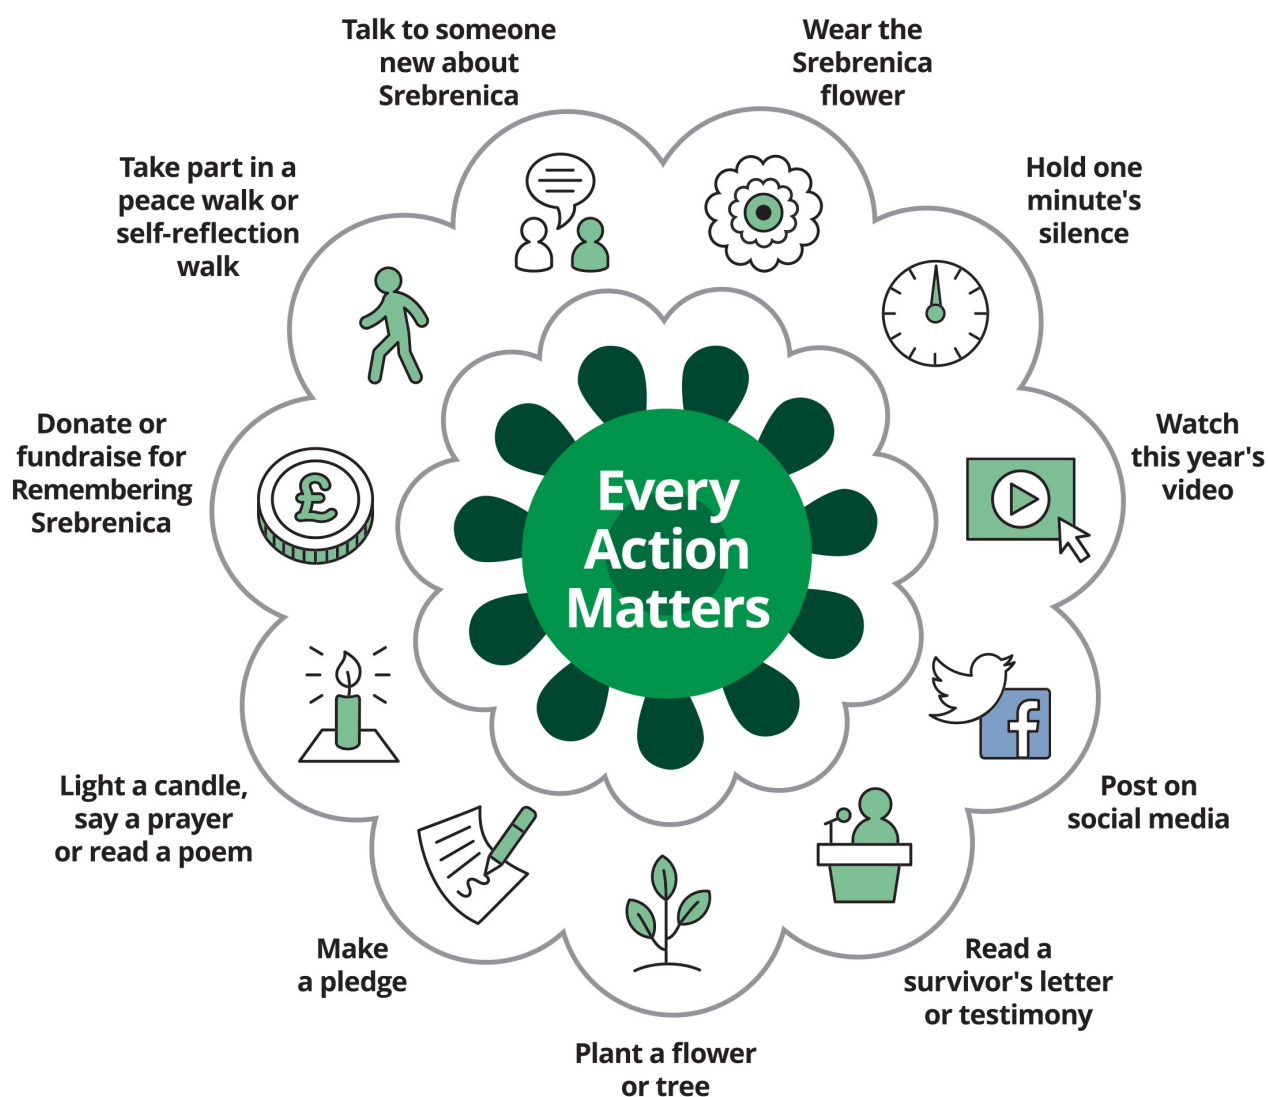 Talk to someone
new about
Srebrenica
Wear the
Srebrenica
flower
Hold one
minute's
silence
Watch
this year's
video
Post on
social media
Read a
survivor's letter
or testimony
Plant a flower
or tree
Make
a pledge
Light a candle,
say a prayer
or read a poem
Donate or
fundraise for
Remembering
Srebrenica
Take part in a
peace walk or
self-reflection
walk
£
f
Every
Action
Matters